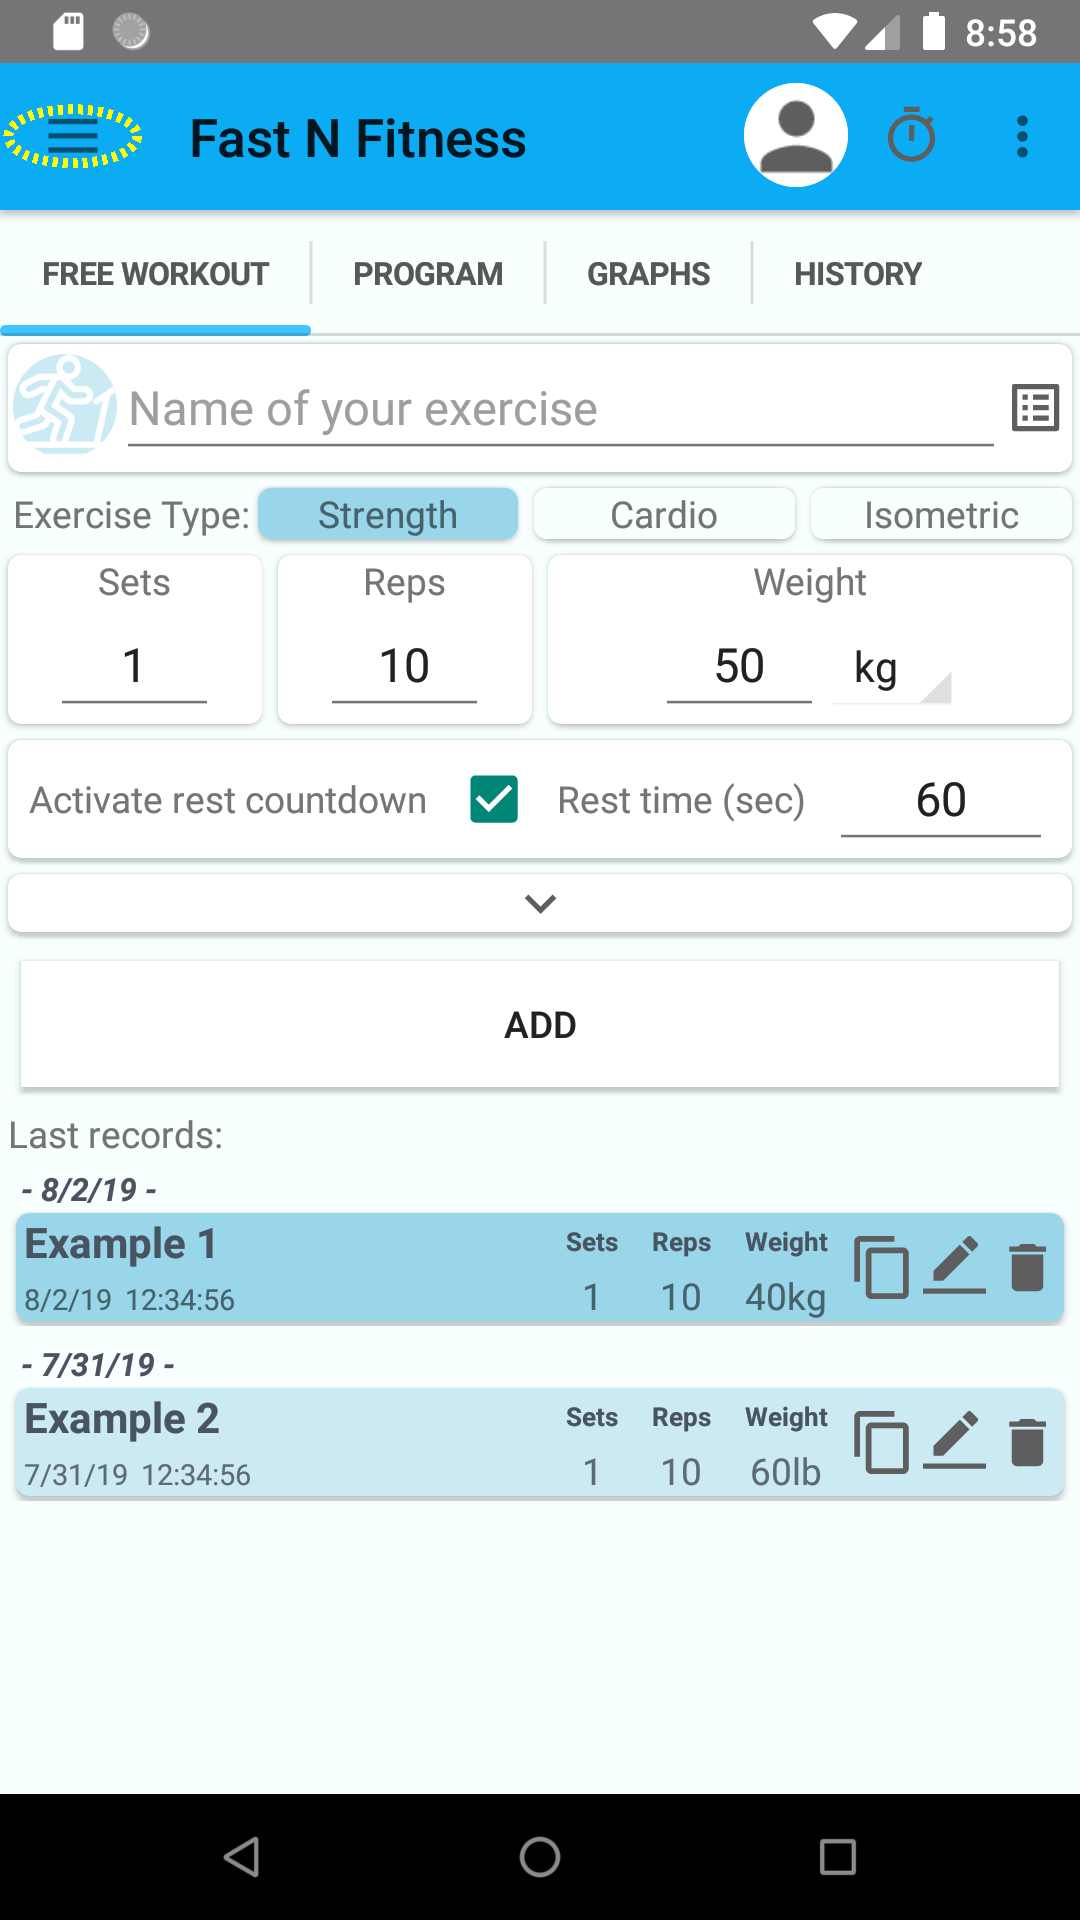 8:58
Fast N Fitness
FREE WORKOUT PROGRAM GRAPHS HISTORY
Name of your exercise
Exercise Type: Strength Cardio Isometric
Sets Reps Weight
1 10 50 kg
Activate rest countdown Rest time (sec) 60
ADD
Last records:
- 8/2/19 -
Example 1 Sets Reps Weight
8/2/19 12:34:56 1 10 40kg
- 7/31/19 -
Example 2 Sets Reps Weight
7/31/19 12:34:56 1 10 60lb